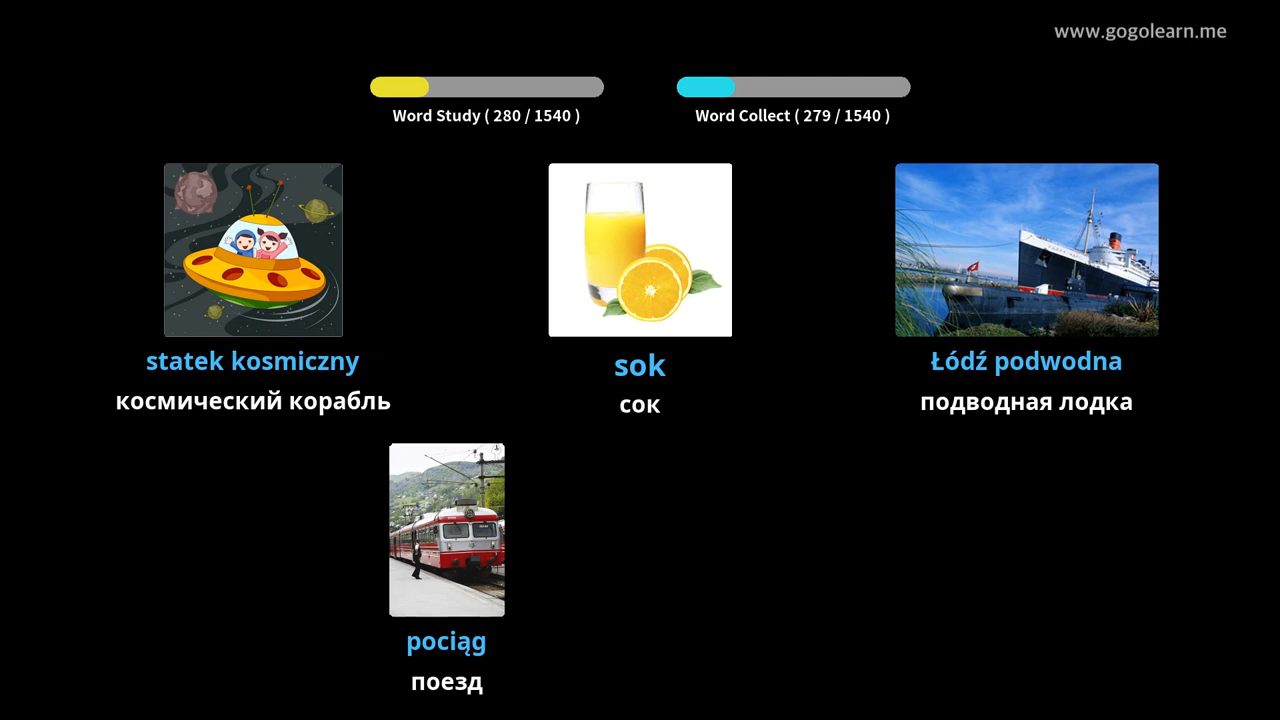 www.gogolearn.me
Word Study ( 280 / 1540 )
Word Collect ( 279 / 1540 )
statek kosmiczny
космический корабль
sok
сок
Łódź podwodna
подводная лодка
pociąg
поезд